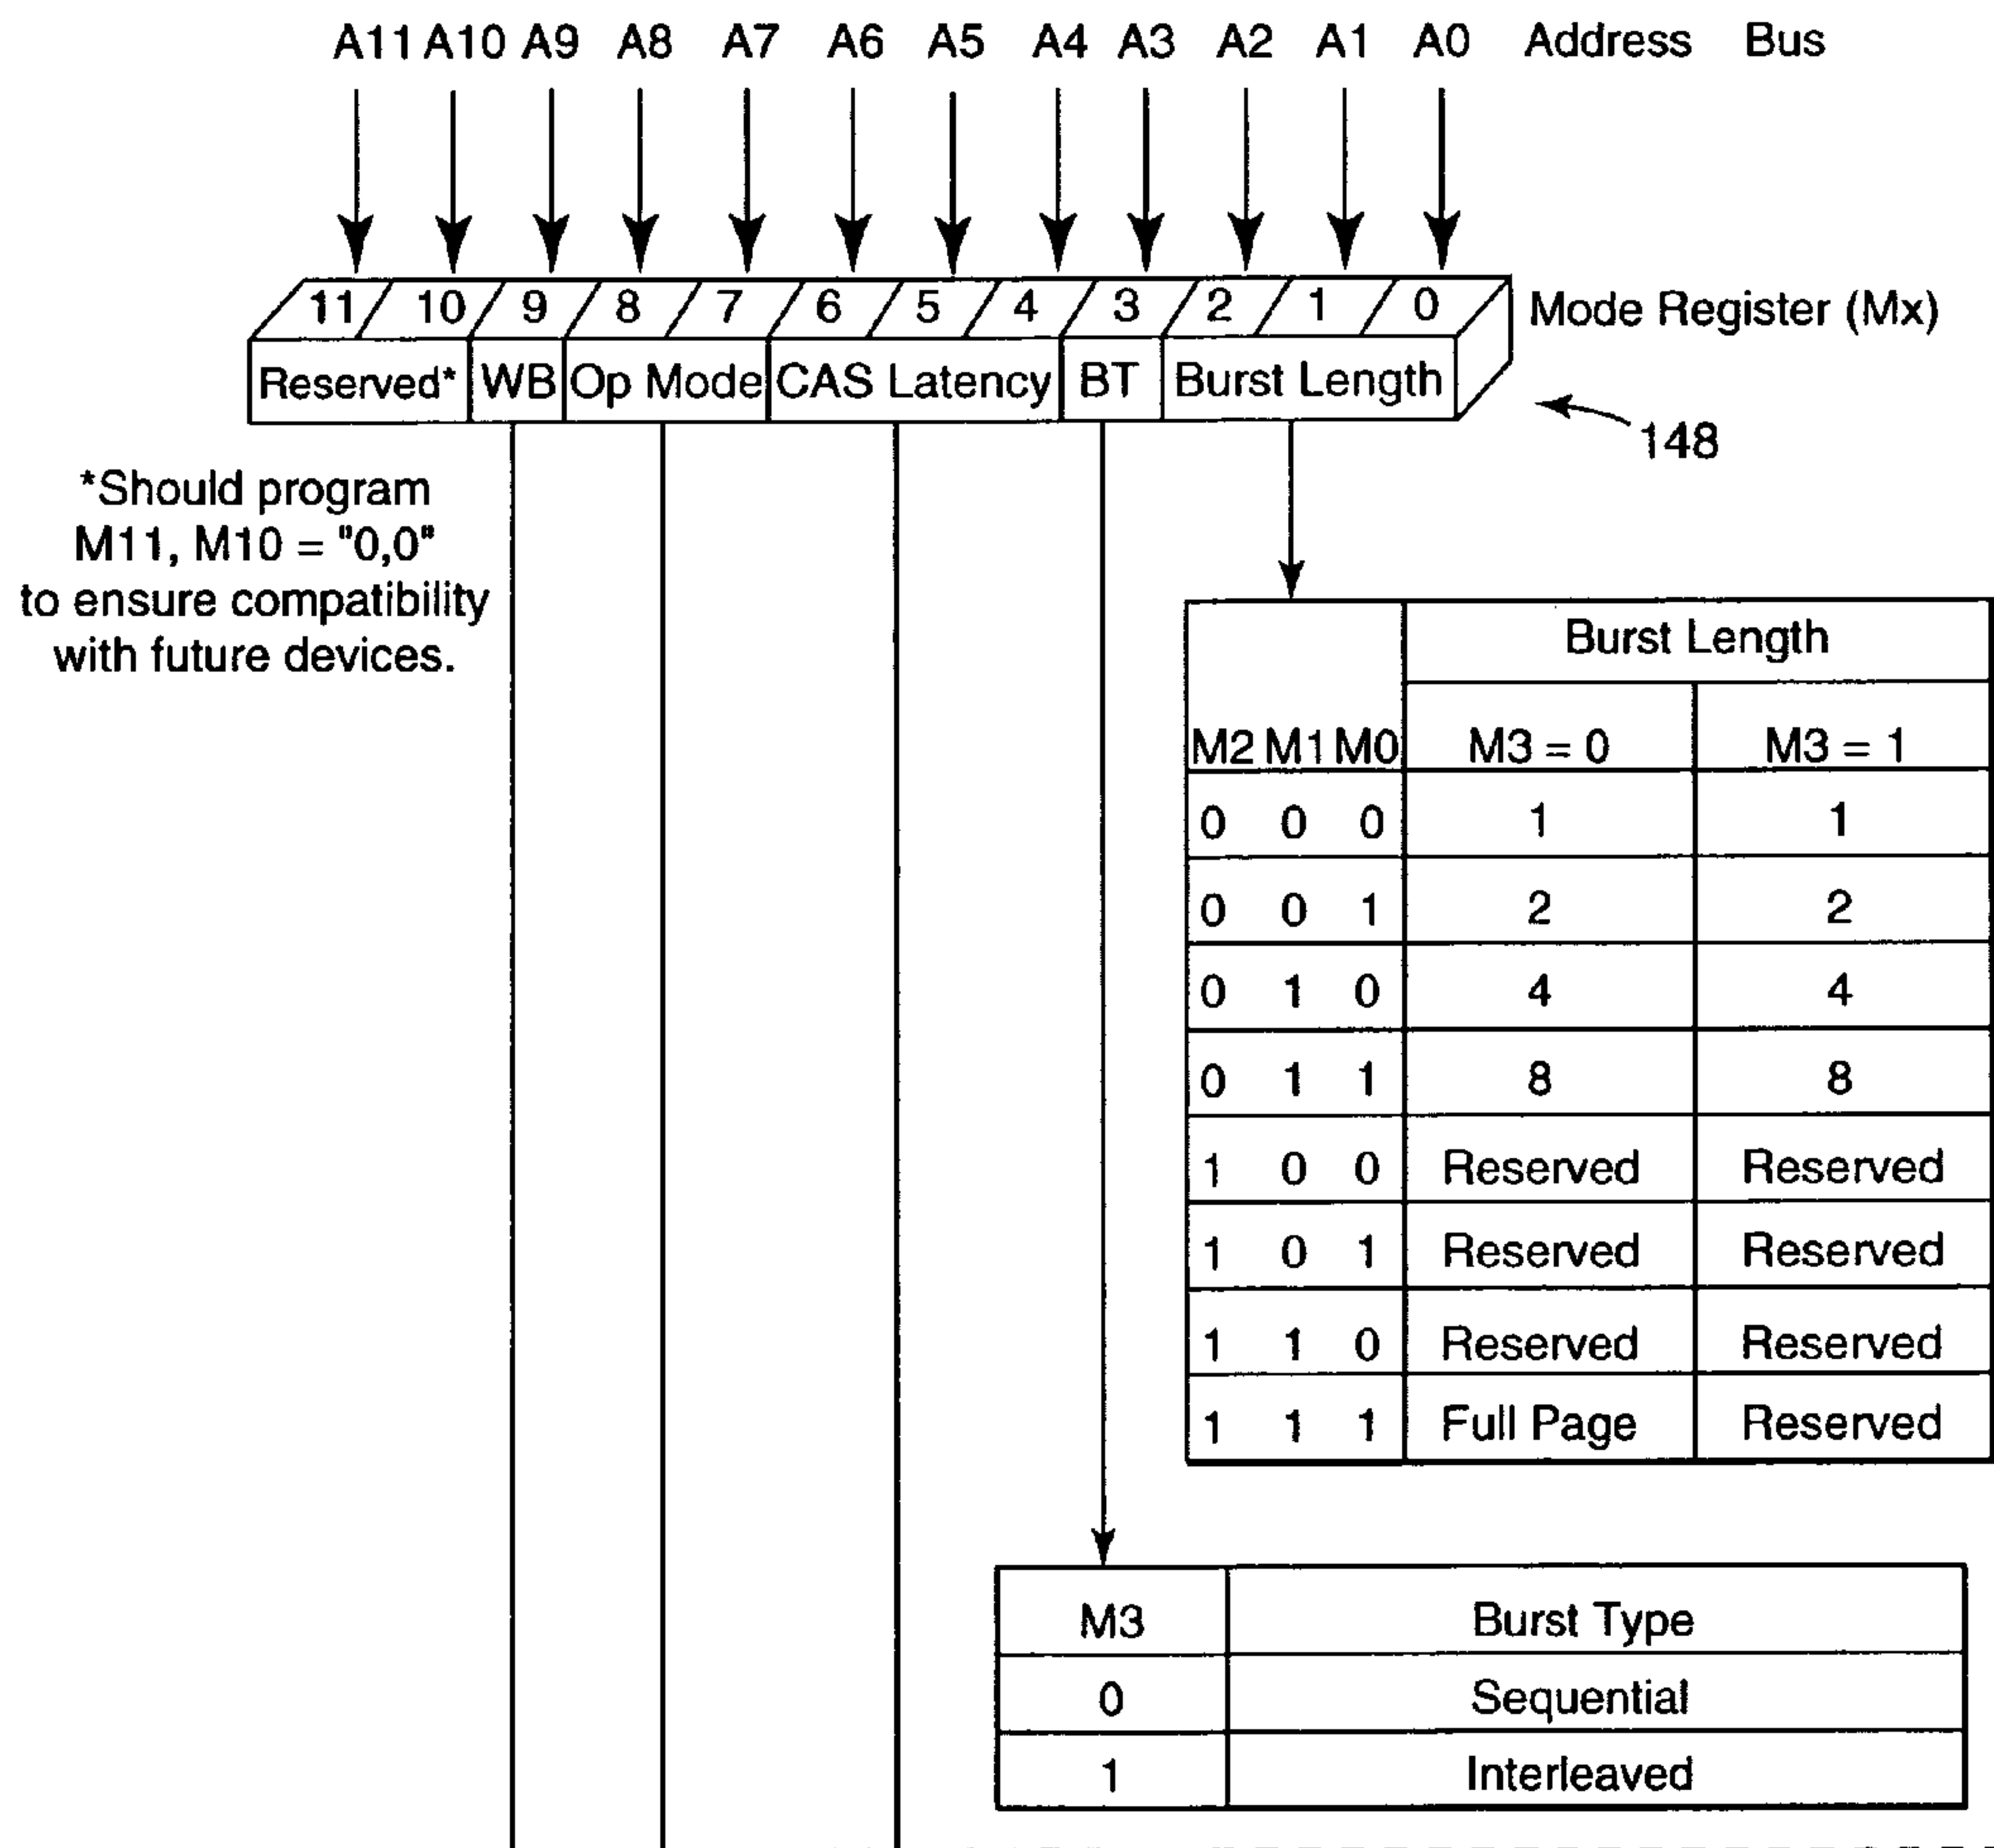 A11 A10 A9 A8 A7 A6 A5 A4 A3 A2 A1 A0 Address Bus
11 10 9 8 7 6 5 4 3 2 1 0 Mode Register (Mx)
Reserved* WB Op Mode CAS Latency BT Burst Length
148
*Should program
M11, M10 = "0,0"
to ensure compatibility
with future devices.
Burst Length
M2 M1 M0 M3 = 0 M3 = 1
0 0 0 1 1
0 0 1 2 2
0 1 0 4 4
0 1 1 8 8
1 0 0 Reserved Reserved
1 0 1 Reserved Reserved
1 1 0 Reserved Reserved
1 1 1 Full Page Reserved
M3 Burst Type
0 Sequential
1 Interleaved